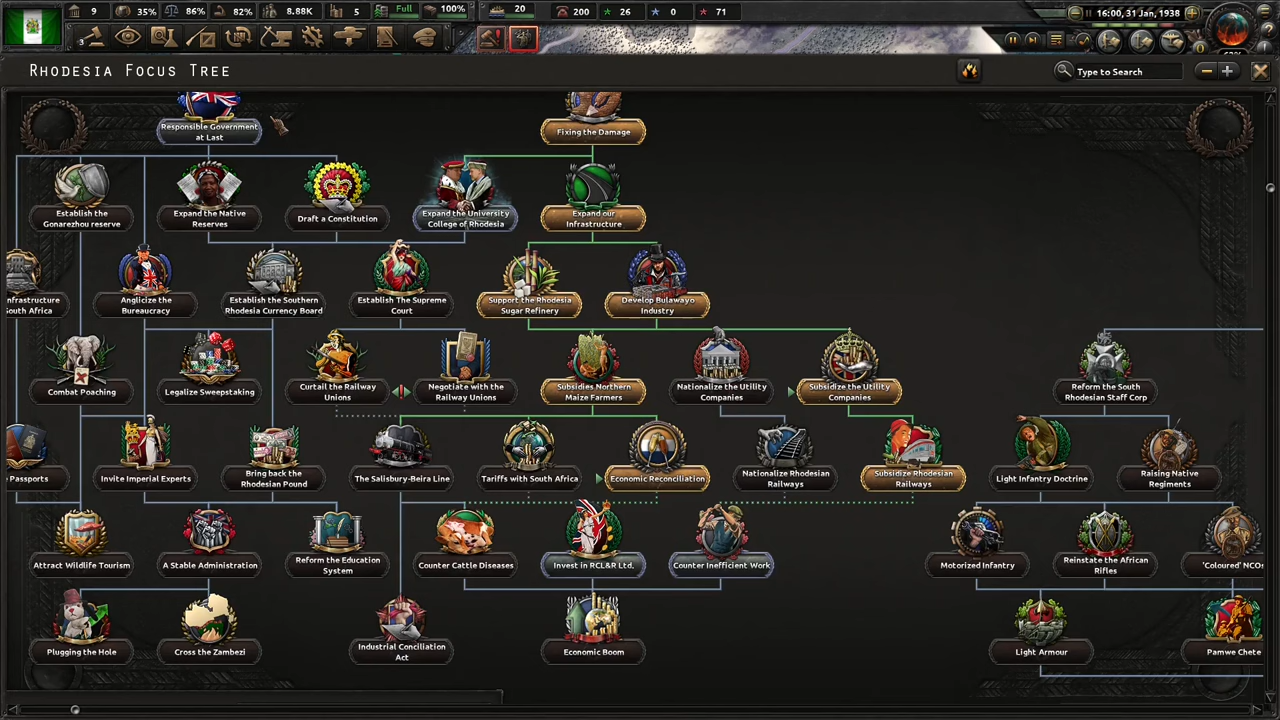 9 35% 86% 82% 8.88K 5 Full 100% 20 200 26 0 71 16:00, 31 Jan, 1938
3
0
Rhodesia Focus Tree
Type to Search
Responsible Government
at Last
Fixing the Damage
Establish the
Gonarezhou reserve
Expand the Native
Reserves
Draft a Constitution
Expand the University
College of Rhodesia
Expand our
Infrastructure
nfrastructure
South Africa
Anglicize the
Bureaucracy
Establish the Southern
Rhodesia Currency Board
Establish The Supreme
Court
Support the Rhodesia
Sugar Refinery
Develop Bulawayo
Industry
Combat Poaching
Legalize Sweepstaking
Curtail the Railway
Unions
Negotiate with the
Railway Unions
Subsidies Northern
Maize Farmers
Nationalize the Utility
Companies
Subsidize the Utility
Companies
Reform the South
Rhodesian Staff Corp
Passports
Invite Imperial Experts
Bring back the
Rhodesian Pound
The Salisbury-Beira Line
Tariffs with South Africa
Economic Reconciliation
Nationalize Rhodesian
Railways
Subsidize Rhodesian
Railways
Light Infantry Doctrine
Raising Native
Regiments
Attract Wildlife Tourism
A Stable Administration
Reform the Education
System
Counter Cattle Diseases
Invest in RCL&R Ltd.
Counter Inefficient Work
Motorized Infantry
Reinstate the African
Rifles
'Coloured' NCOs
Plugging the Hole
Cross the Zambezi
Industrial Conciliation
Act
Economic Boom
Light Armour
Pamwe Chete